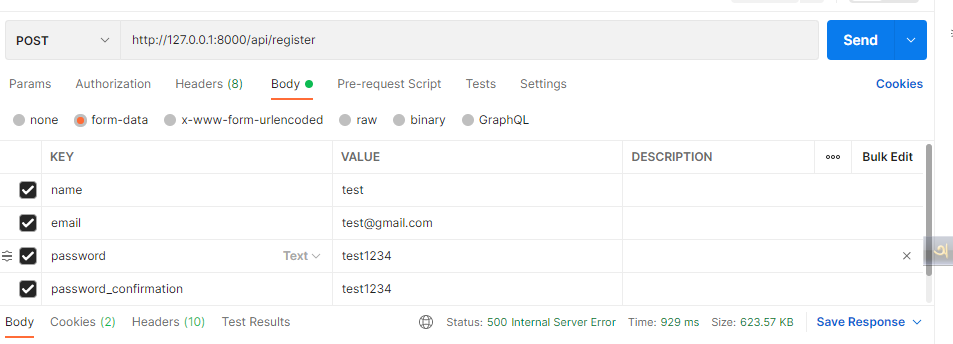 POST http://127.0.0.1:8000/api/register Send
Params Authorization Headers (8) Body Pre-request Script Tests Settings Cookies
none form-data x-www-form-urlencoded raw binary GraphQL
KEY VALUE DESCRIPTION ooo Bulk Edit
name test
email test@gmail.com
password Text test1234
অ
password_confirmation test1234
Body Cookies (2) Headers (10) Test Results Status: 500 Internal Server Error Time: 929 ms Size: 623.57 KB Save Response